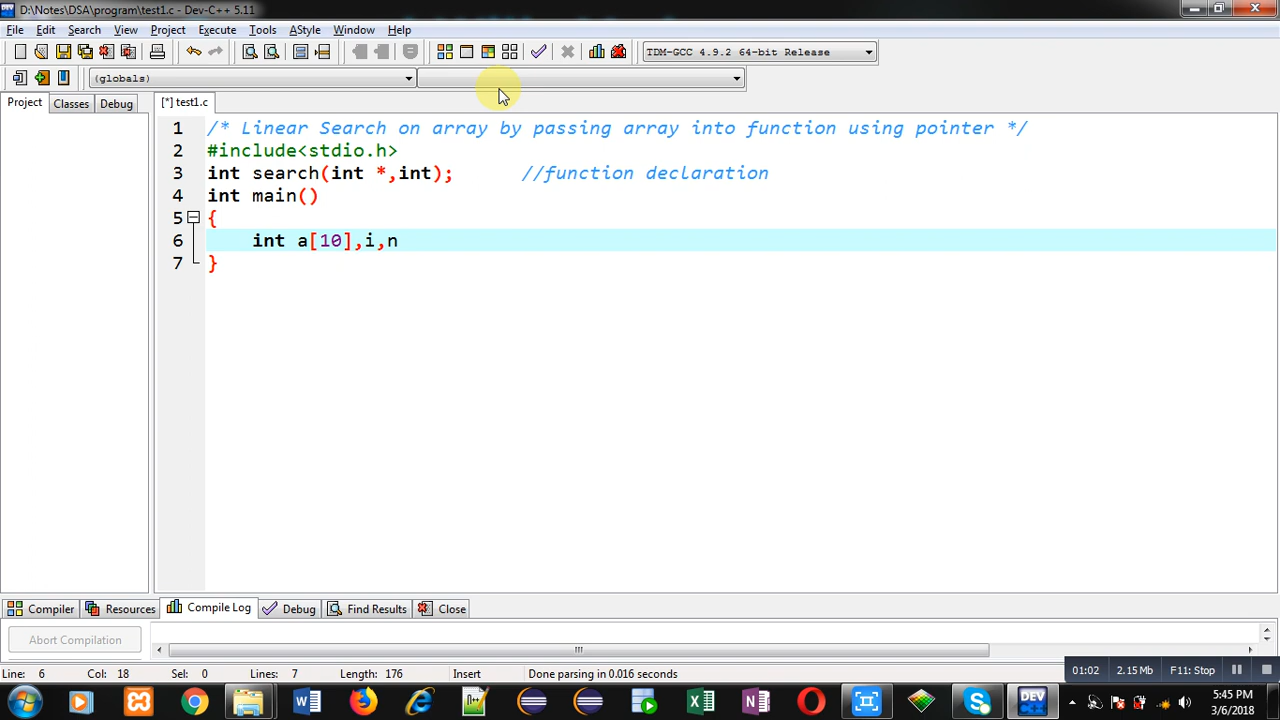 D:\Notes\DSA\program\test1.c - Dev-C++ 5.11
File Edit Search View Project Execute Tools AStyle Window Help
TDM-GCC 4.9.2 64-bit Release
(globals)
Project Classes Debug [*] test1.c
1 /* Linear Search on array by passing array into function using pointer */
2 #include<stdio.h>
3 int search(int *,int); //function declaration
4 int main()
5 {
6 int a[10],i,n
7 }
Compiler Resources Compile Log Debug Find Results Close
Abort Compilation
Line: 6 Col: 18 Sel: 0 Lines: 7 Length: 176 Insert Done parsing in 0.016 seconds
01:02 2.15 Mb F11: Stop
5:45 PM
3/6/2018